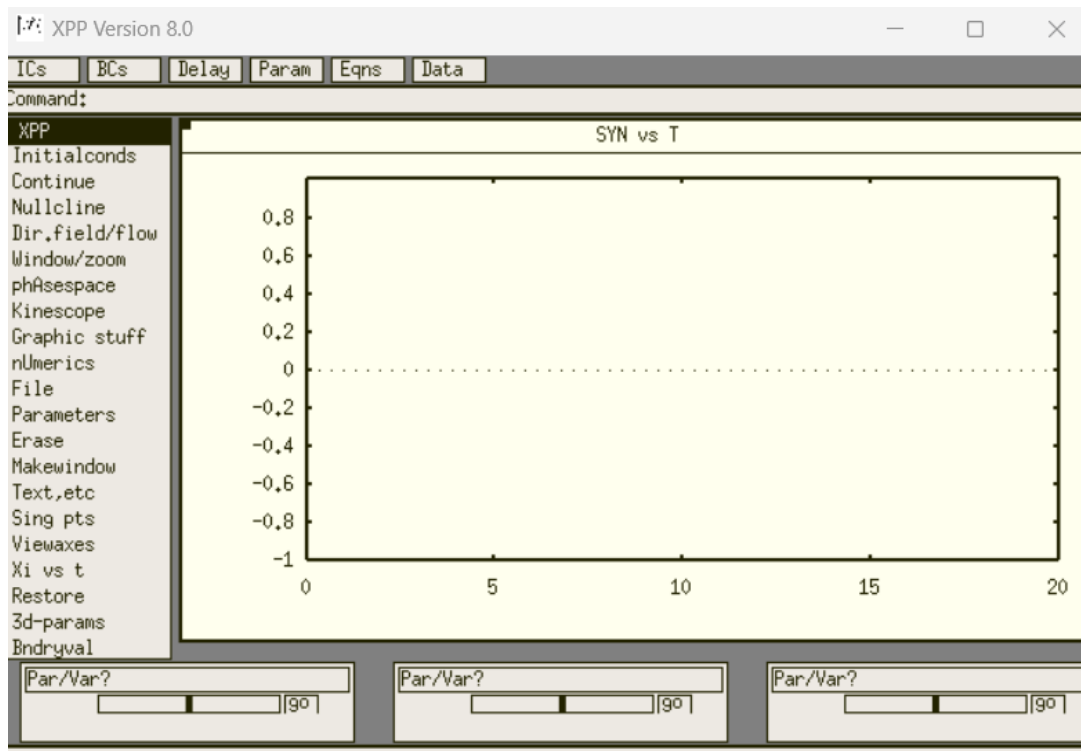 XPP Version 8.0
ICs BCs Delay Param Eqns Data
Command:
XPP
Initialconds
Continue
Nullcline
Dir.field/flow
Window/zoom
phAsespace
Kinescope
Graphic stuff
nUmerics
File
Parameters
Erase
Makewindow
Text,etc
Sing pts
Viewaxes
Xi vs t
Restore
3d-params
Bndryval
SYN vs T
0.8
0.6
0.4
0.2
0
-0.2
-0.4
-0.6
-0.8
-1
0 5 10 15 20
Par/Var? Par/Var? Par/Var?
go go go